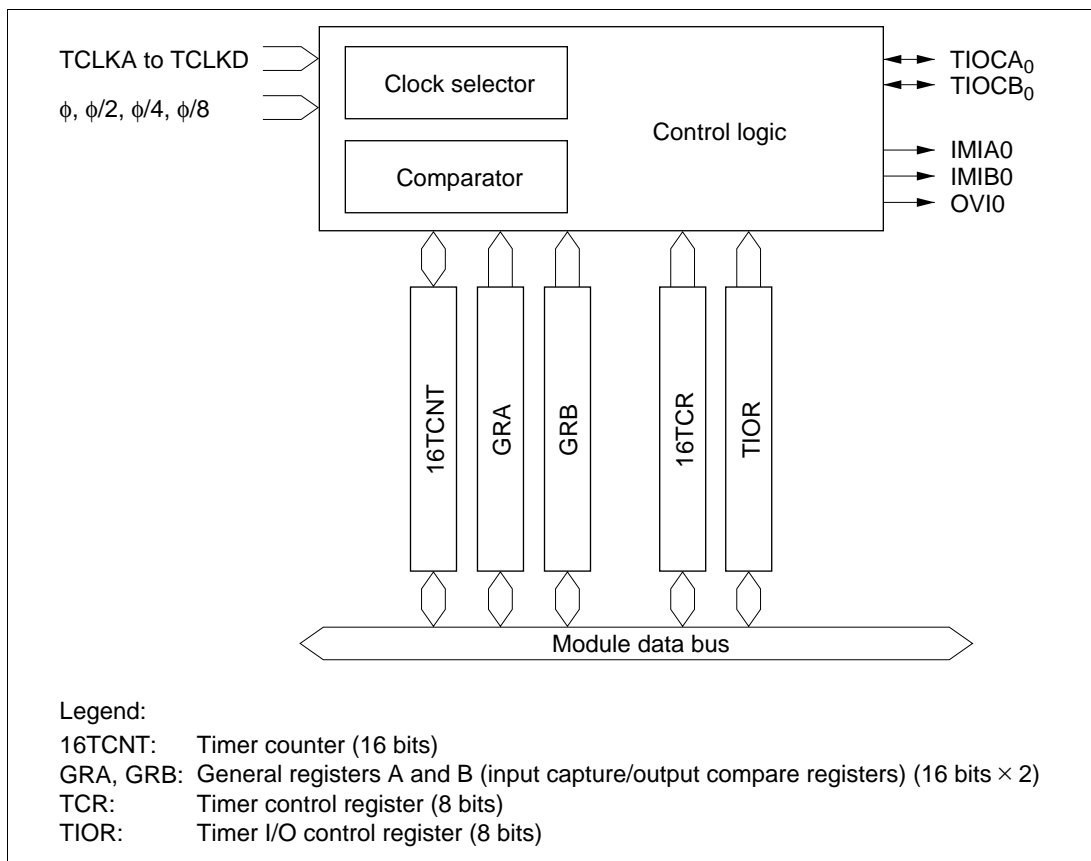 TCLKA to TCLKD
ϕ, ϕ/2, ϕ/4, ϕ/8
Clock selector
Comparator
Control logic
TIOCA0
TIOCB0
IMIA0
IMIB0
OVI0
16TCNT
GRA
GRB
16TCR
TIOR
Module data bus
Legend:
16TCNT: Timer counter (16 bits)
GRA, GRB: General registers A and B (input capture/output compare registers) (16 bits × 2)
TCR: Timer control register (8 bits)
TIOR: Timer I/O control register (8 bits)